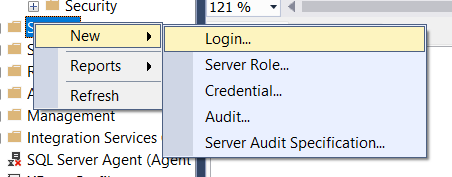 Security
121 %
New
Login...
Server Role...
Reports
Credential...
Refresh
Audit...
Management
Server Audit Specification...
Integration Services
SQL Server Agent (Agent